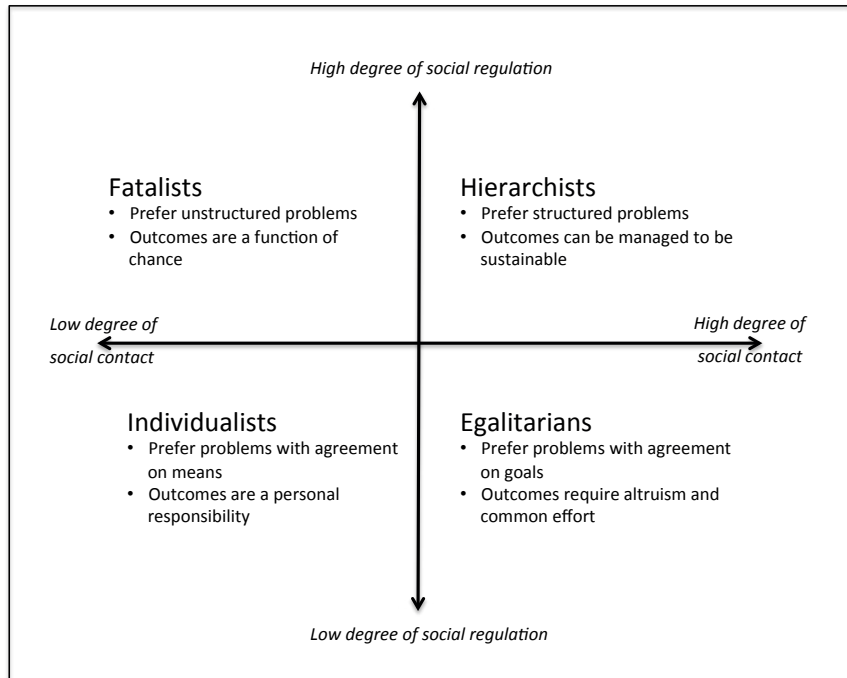 High degree of social regulation
Fatalists
• Prefer unstructured problems
• Outcomes are a function of
chance
Hierarchists
• Prefer structured problems
• Outcomes can be managed to be
sustainable
Low degree of
social contact
High degree of
social contact
Individualists
• Prefer problems with agreement
on means
• Outcomes are a personal
responsibility
Egalitarians
• Prefer problems with agreement
on goals
• Outcomes require altruism and
common effort
Low degree of social regulation